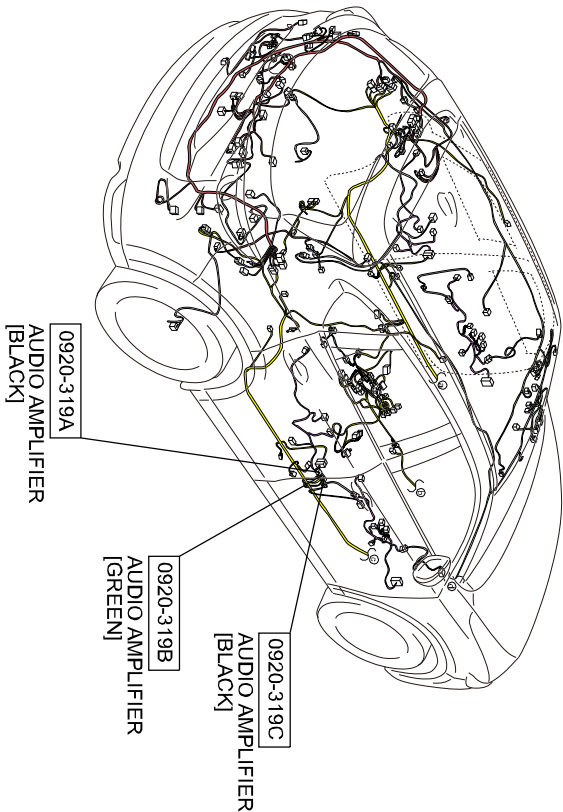 0920-319A
AUDIO AMPLIFIER
[BLACK]
0920-319B
AUDIO AMPLIFIER
[GREEN]
0920-319C
AUDIO AMPLIFIER
[BLACK]